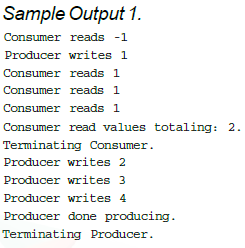 Sample Output 1.
Consumer reads -1
Producer writes 1
Consumer reads 1
Consumer reads 1
Consumer reads 1
Consumer read values totaling: 2.
Terminating Consumer.
Producer writes 2
Producer writes 3
Producer writes 4
Producer done producing.
Terminating Producer.